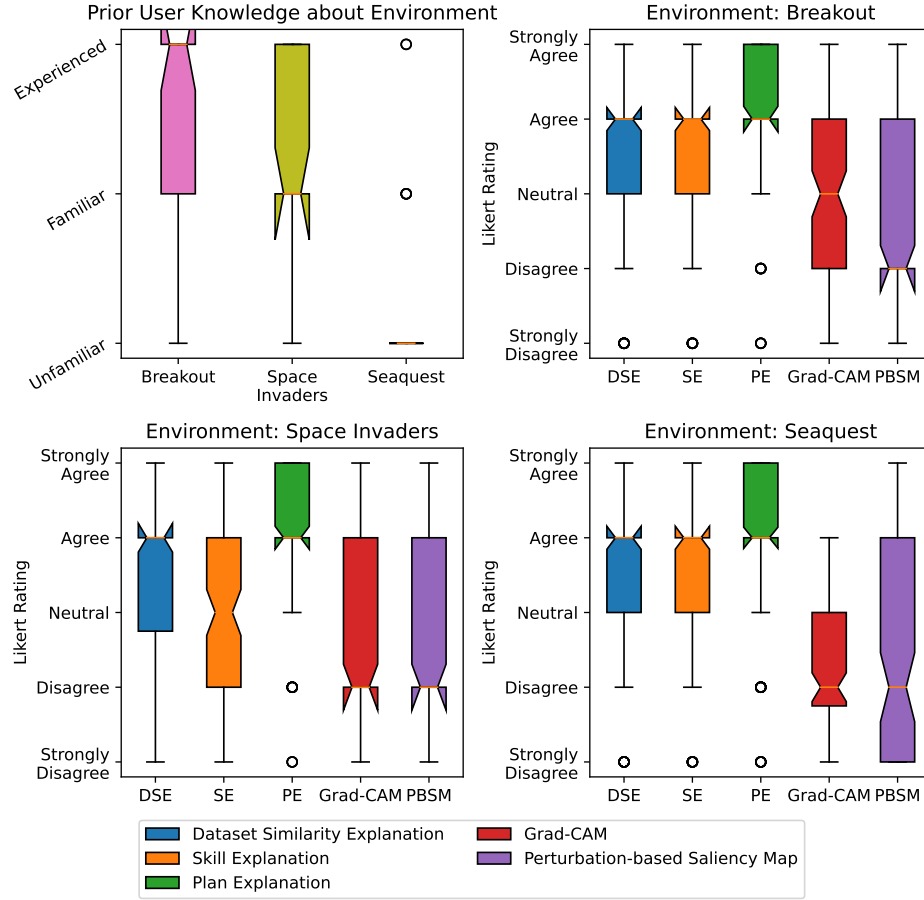 Prior User Knowledge about Environment
Experienced
Familiar
Unfamiliar
Breakout
Space
Invaders
Seaquest
Environment: Breakout
Likert Rating
Strongly
Agree
Agree
Neutral
Disagree
Strongly
Disagree
DSE
SE
PE
Grad-CAM
PBSM
Environment: Space Invaders
Likert Rating
Strongly
Agree
Agree
Neutral
Disagree
Strongly
Disagree
DSE
SE
PE
Grad-CAM
PBSM
Environment: Seaquest
Likert Rating
Strongly
Agree
Agree
Neutral
Disagree
Strongly
Disagree
DSE
SE
PE
Grad-CAM
PBSM
Dataset Similarity Explanation
Skill Explanation
Plan Explanation
Grad-CAM
Perturbation-based Saliency Map